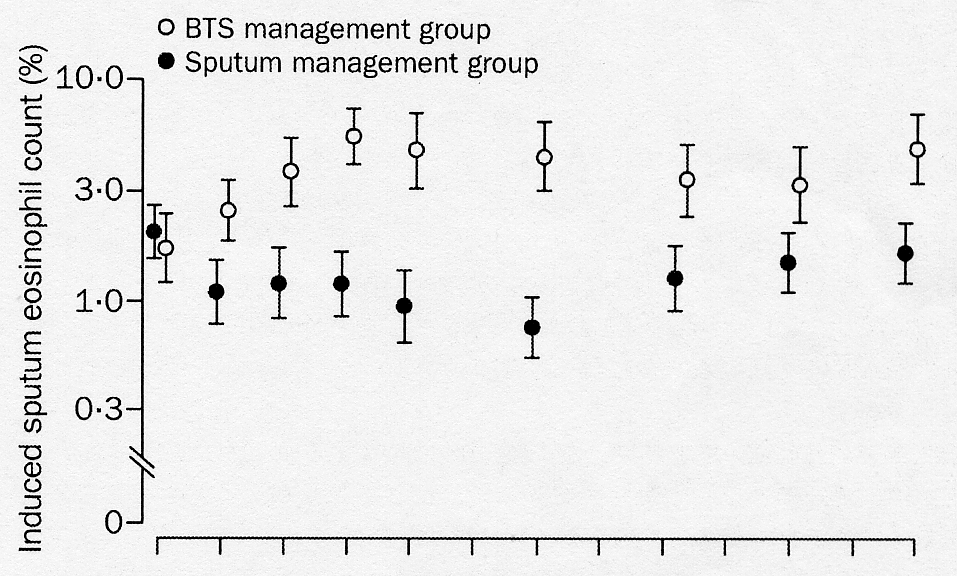 BTS management group
Sputum management group
Induced sputum eosinophil count (%)
10·0
3·0
1·0
0·3
0